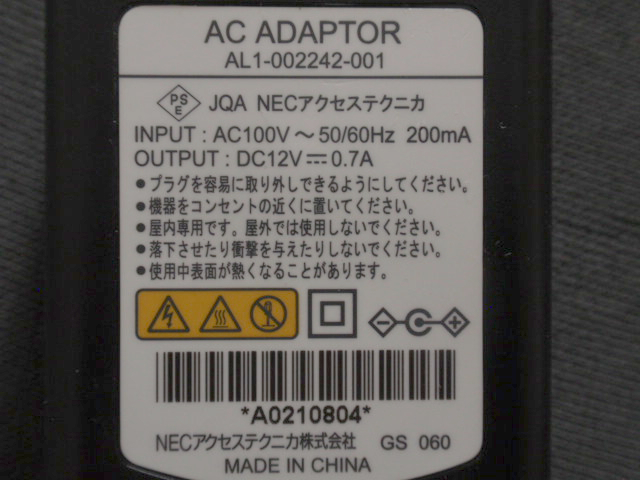 AC ADAPTOR
AL1-002242-001
PSE JQA NECアクセステクニカ
INPUT : AC100V ～ 50/60Hz 200mA
OUTPUT : DC12V⎓0.7A
●プラグを容易に取り外しできるようにしてください。
●機器をコンセントの近くに置いてください。
●屋内専用です。屋外では使用しないでください。
●落下させたり衝撃を与えたりしないでください。
●使用中表面が熱くなることがあります。
*A0210804*
NECアクセステクニカ株式会社 GS 060
MADE IN CHINA